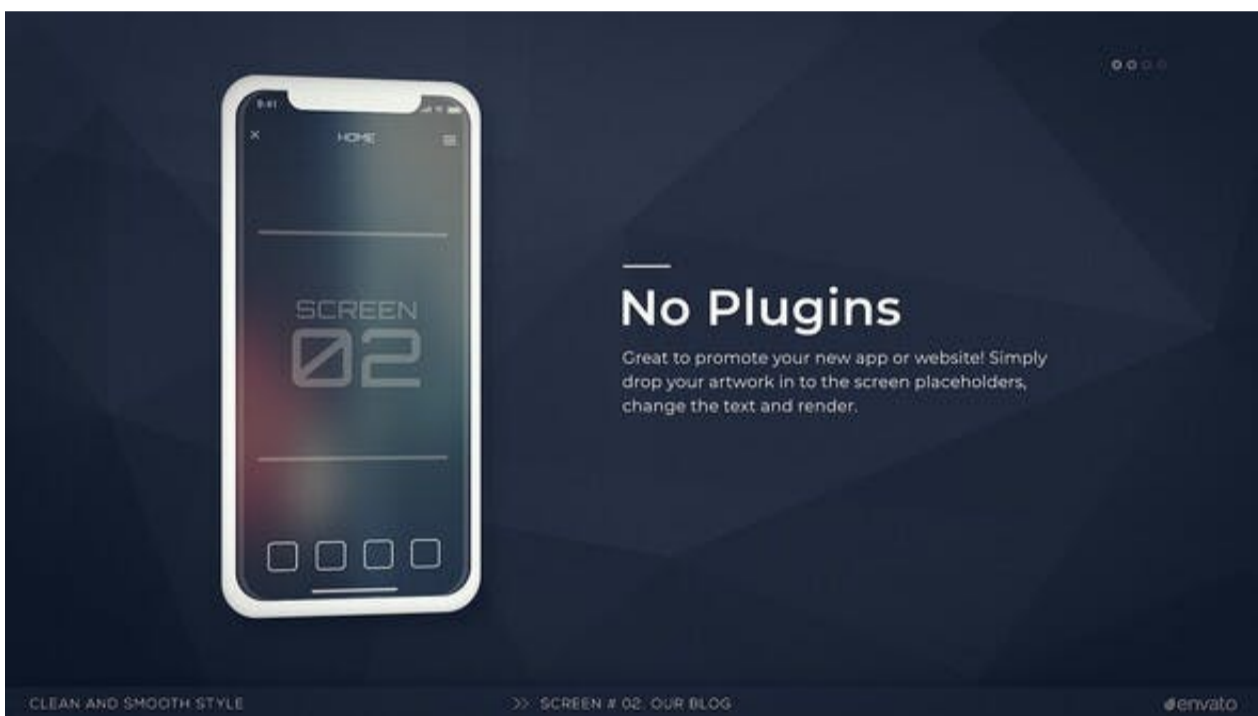 9:41
HOME
SCREEN
02
No Plugins
Great to promote your new app or website! Simply
drop your artwork in to the screen placeholders,
change the text and render.
CLEAN AND SMOOTH STYLE
>> SCREEN # 02. OUR BLOG
envato